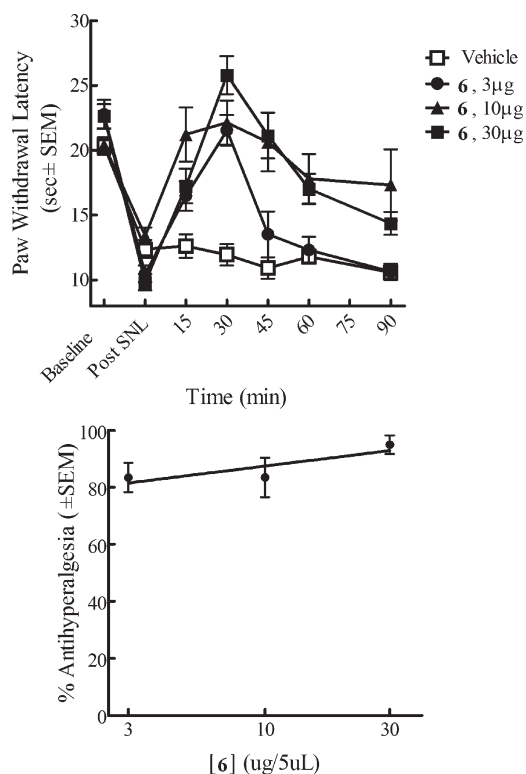 30
25
20
15
10
Paw Withdrawal Latency
(sec± SEM)
Baseline
Post SNL
15
30
45
60
75
90
Time (min)
Vehicle
6 , 3µg
6 , 10µg
6 , 30µg
100
80
60
40
20
0
% Antihyperalgesia (±SEM)
3
10
30
[6] (ug/5uL)